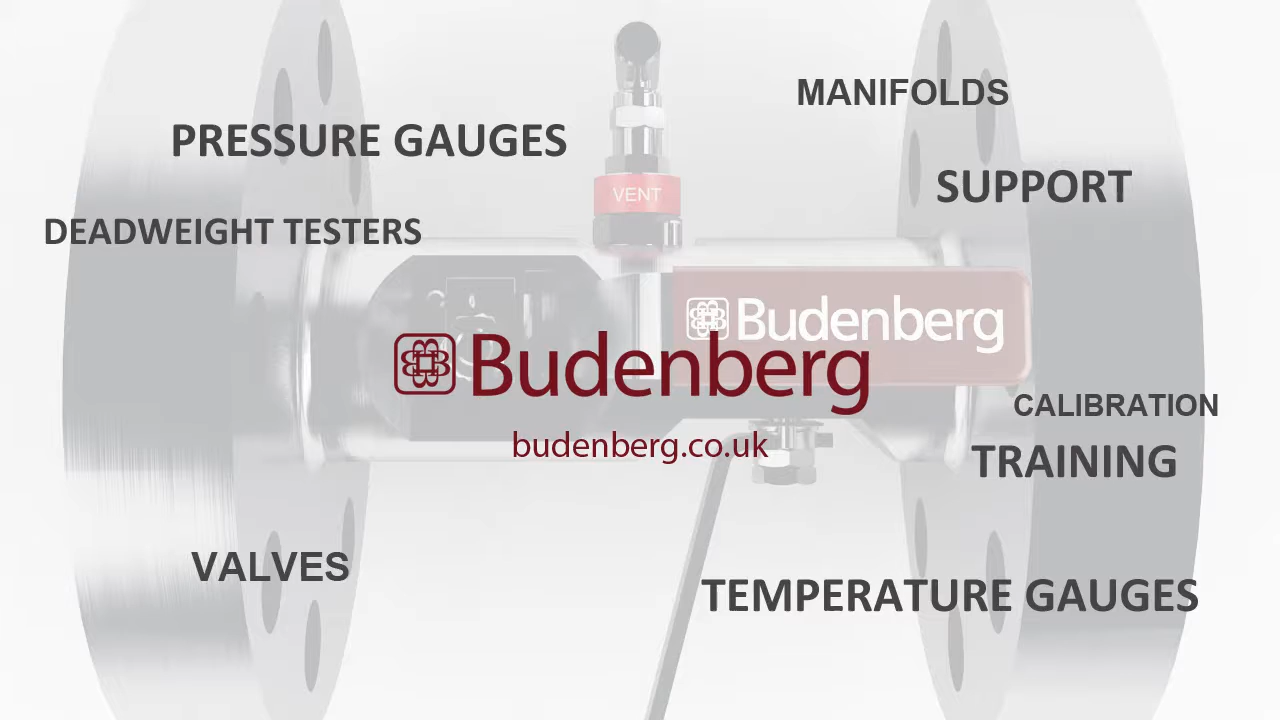 MANIFOLDS
PRESSURE GAUGES
SUPPORT
VENT
DEADWEIGHT TESTERS
Budenberg
Budenberg
CALIBRATION
budenberg.co.uk
TRAINING
VALVES
TEMPERATURE GAUGES